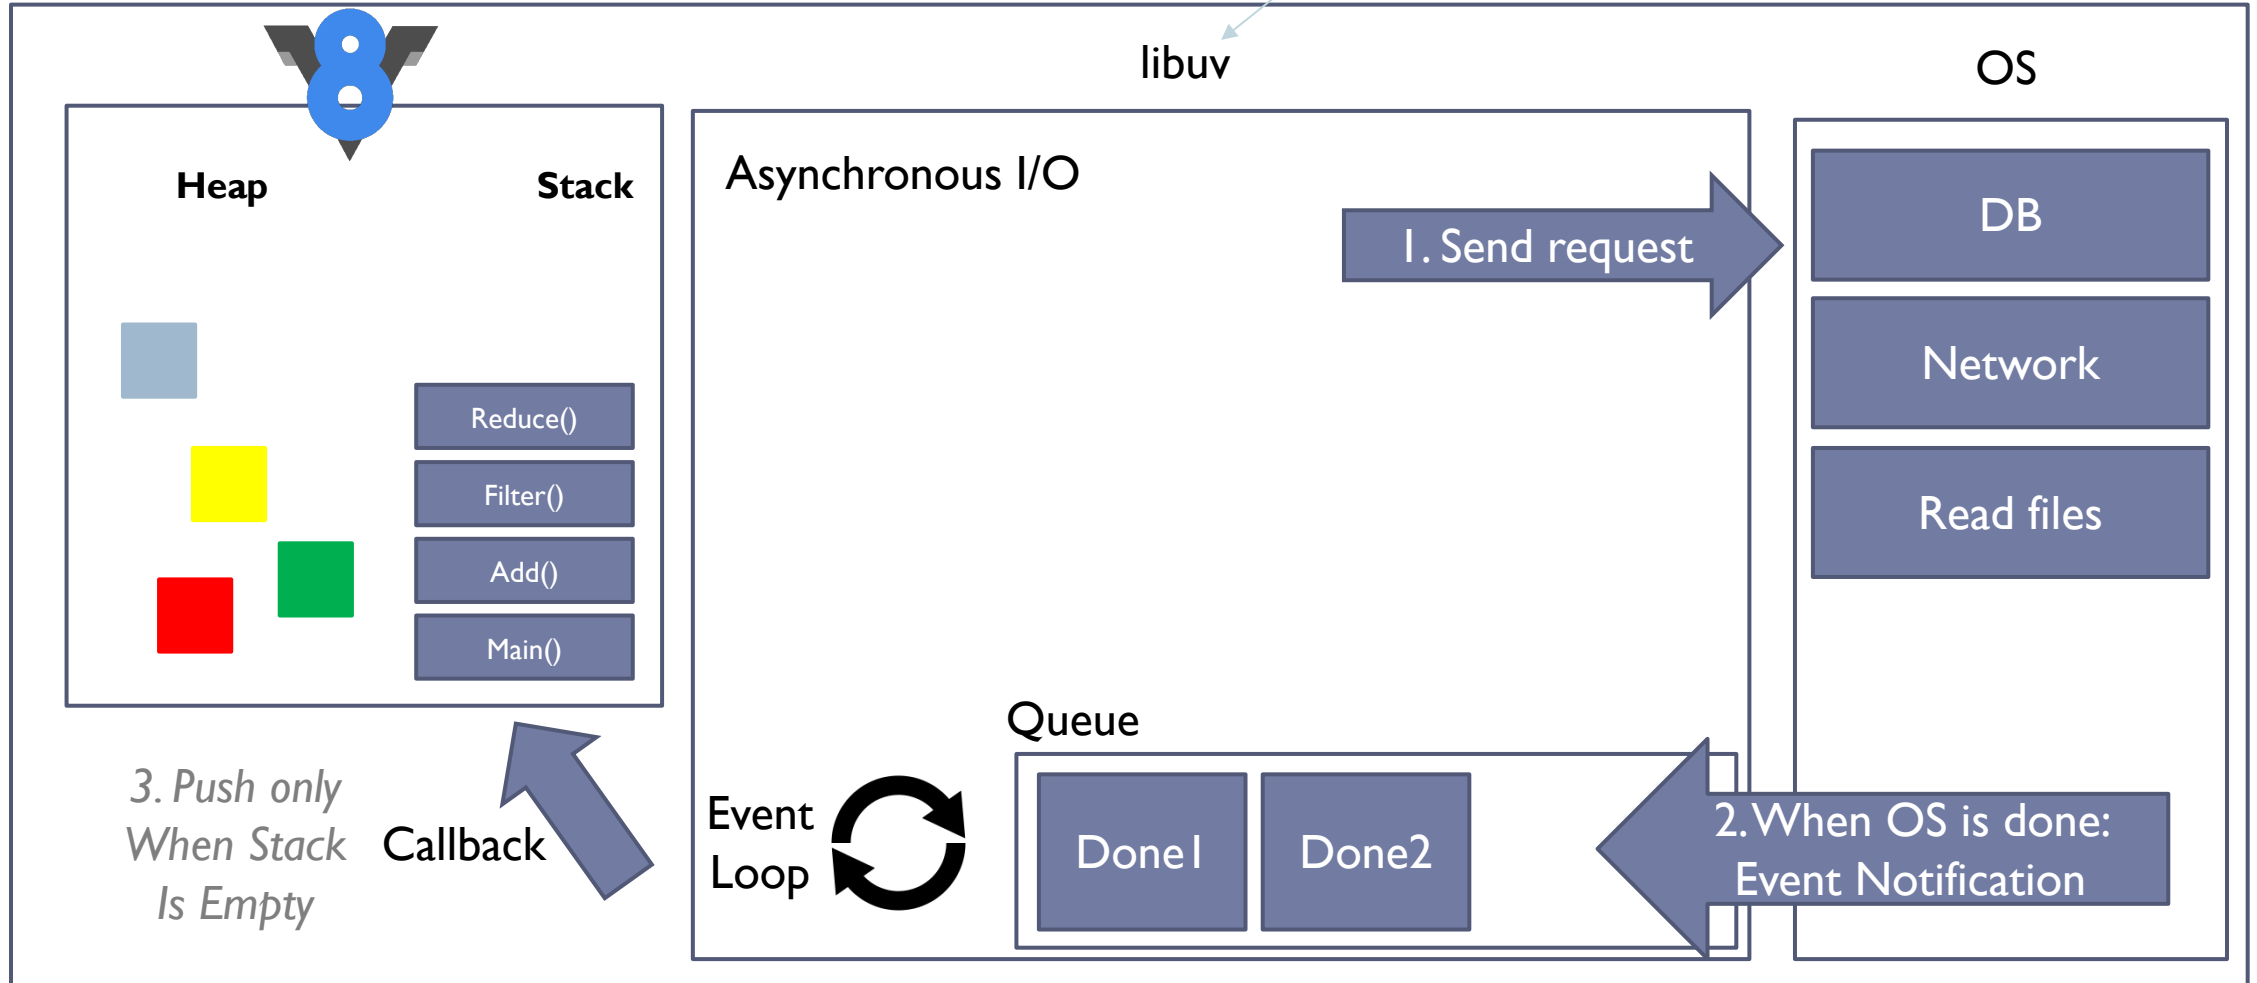 8
libuv
OS
Heap
Stack
Asynchronous I/O
1. Send request
DB
Network
Read files
Reduce()
Filter()
Add()
Main()
Queue
3. Push only
When Stack
Is Empty
Callback
Event
Loop
Done1
Done2
2. When OS is done:
Event Notification